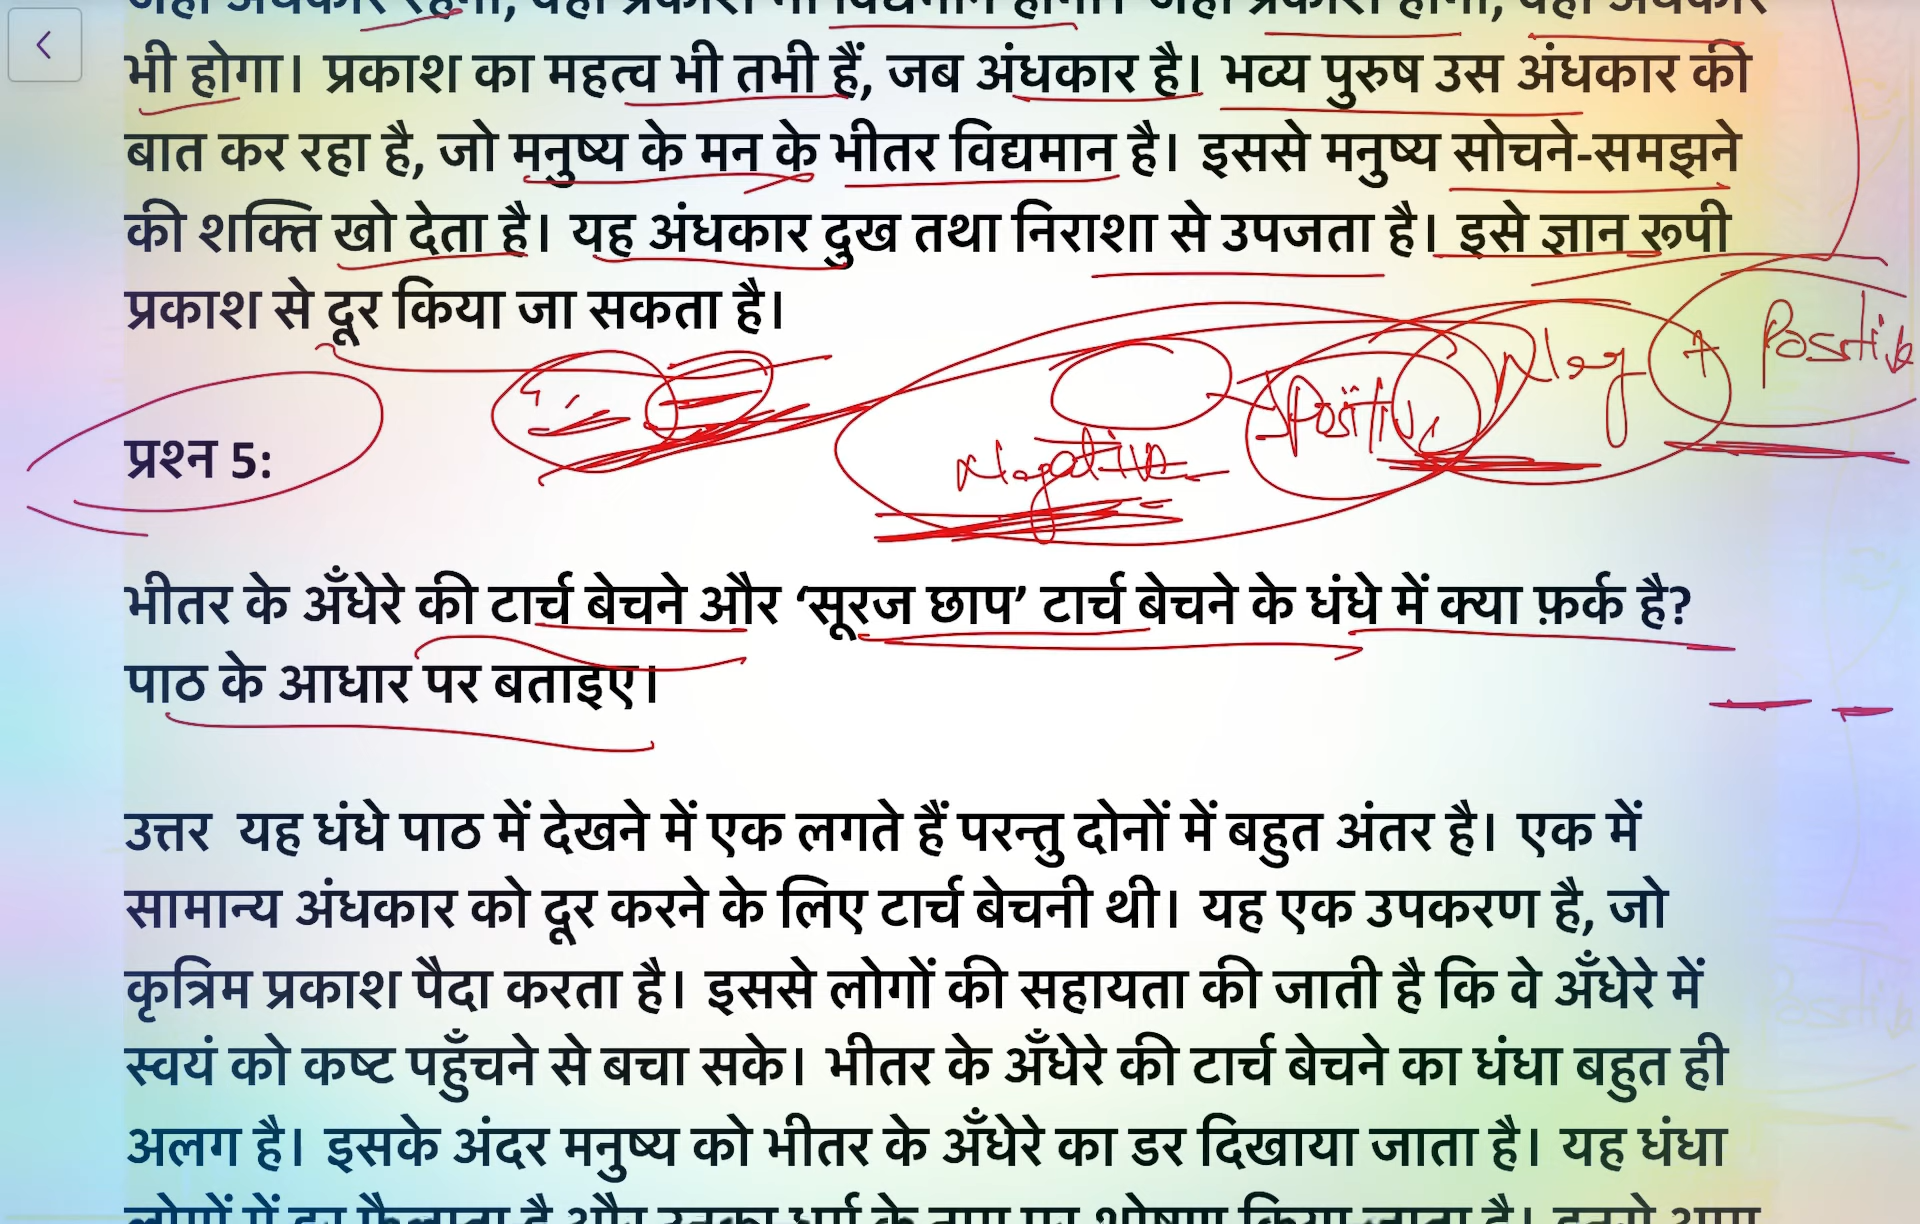 भी होगा। प्रकाश का महत्व भी तभी हैं, जब अंधकार है। भव्य पुरुष उस अंधकार की
बात कर रहा है, जो मनुष्य के मन के भीतर विद्यमान है। इससे मनुष्य सोचने-समझने
की शक्ति खो देता है। यह अंधकार दुख तथा निराशा से उपजता है। इसे ज्ञान रूपी
प्रकाश से दूर किया जा सकता है।
Neg + Positive
Positive
Negative
प्रश्न 5:
भीतर के अँधेरे की टार्च बेचने और ‘सूरज छाप’ टार्च बेचने के धंधे में क्या फ़र्क है?
पाठ के आधार पर बताइए।
उत्तर यह धंधे पाठ में देखने में एक लगते हैं परन्तु दोनों में बहुत अंतर है। एक में
सामान्य अंधकार को दूर करने के लिए टार्च बेचनी थी। यह एक उपकरण है, जो
कृत्रिम प्रकाश पैदा करता है। इससे लोगों की सहायता की जाती है कि वे अँधेरे में
स्वयं को कष्ट पहुँचने से बचा सके। भीतर के अँधेरे की टार्च बेचने का धंधा बहुत ही
अलग है। इसके अंदर मनुष्य को भीतर के अँधेरे का डर दिखाया जाता है। यह धंधा